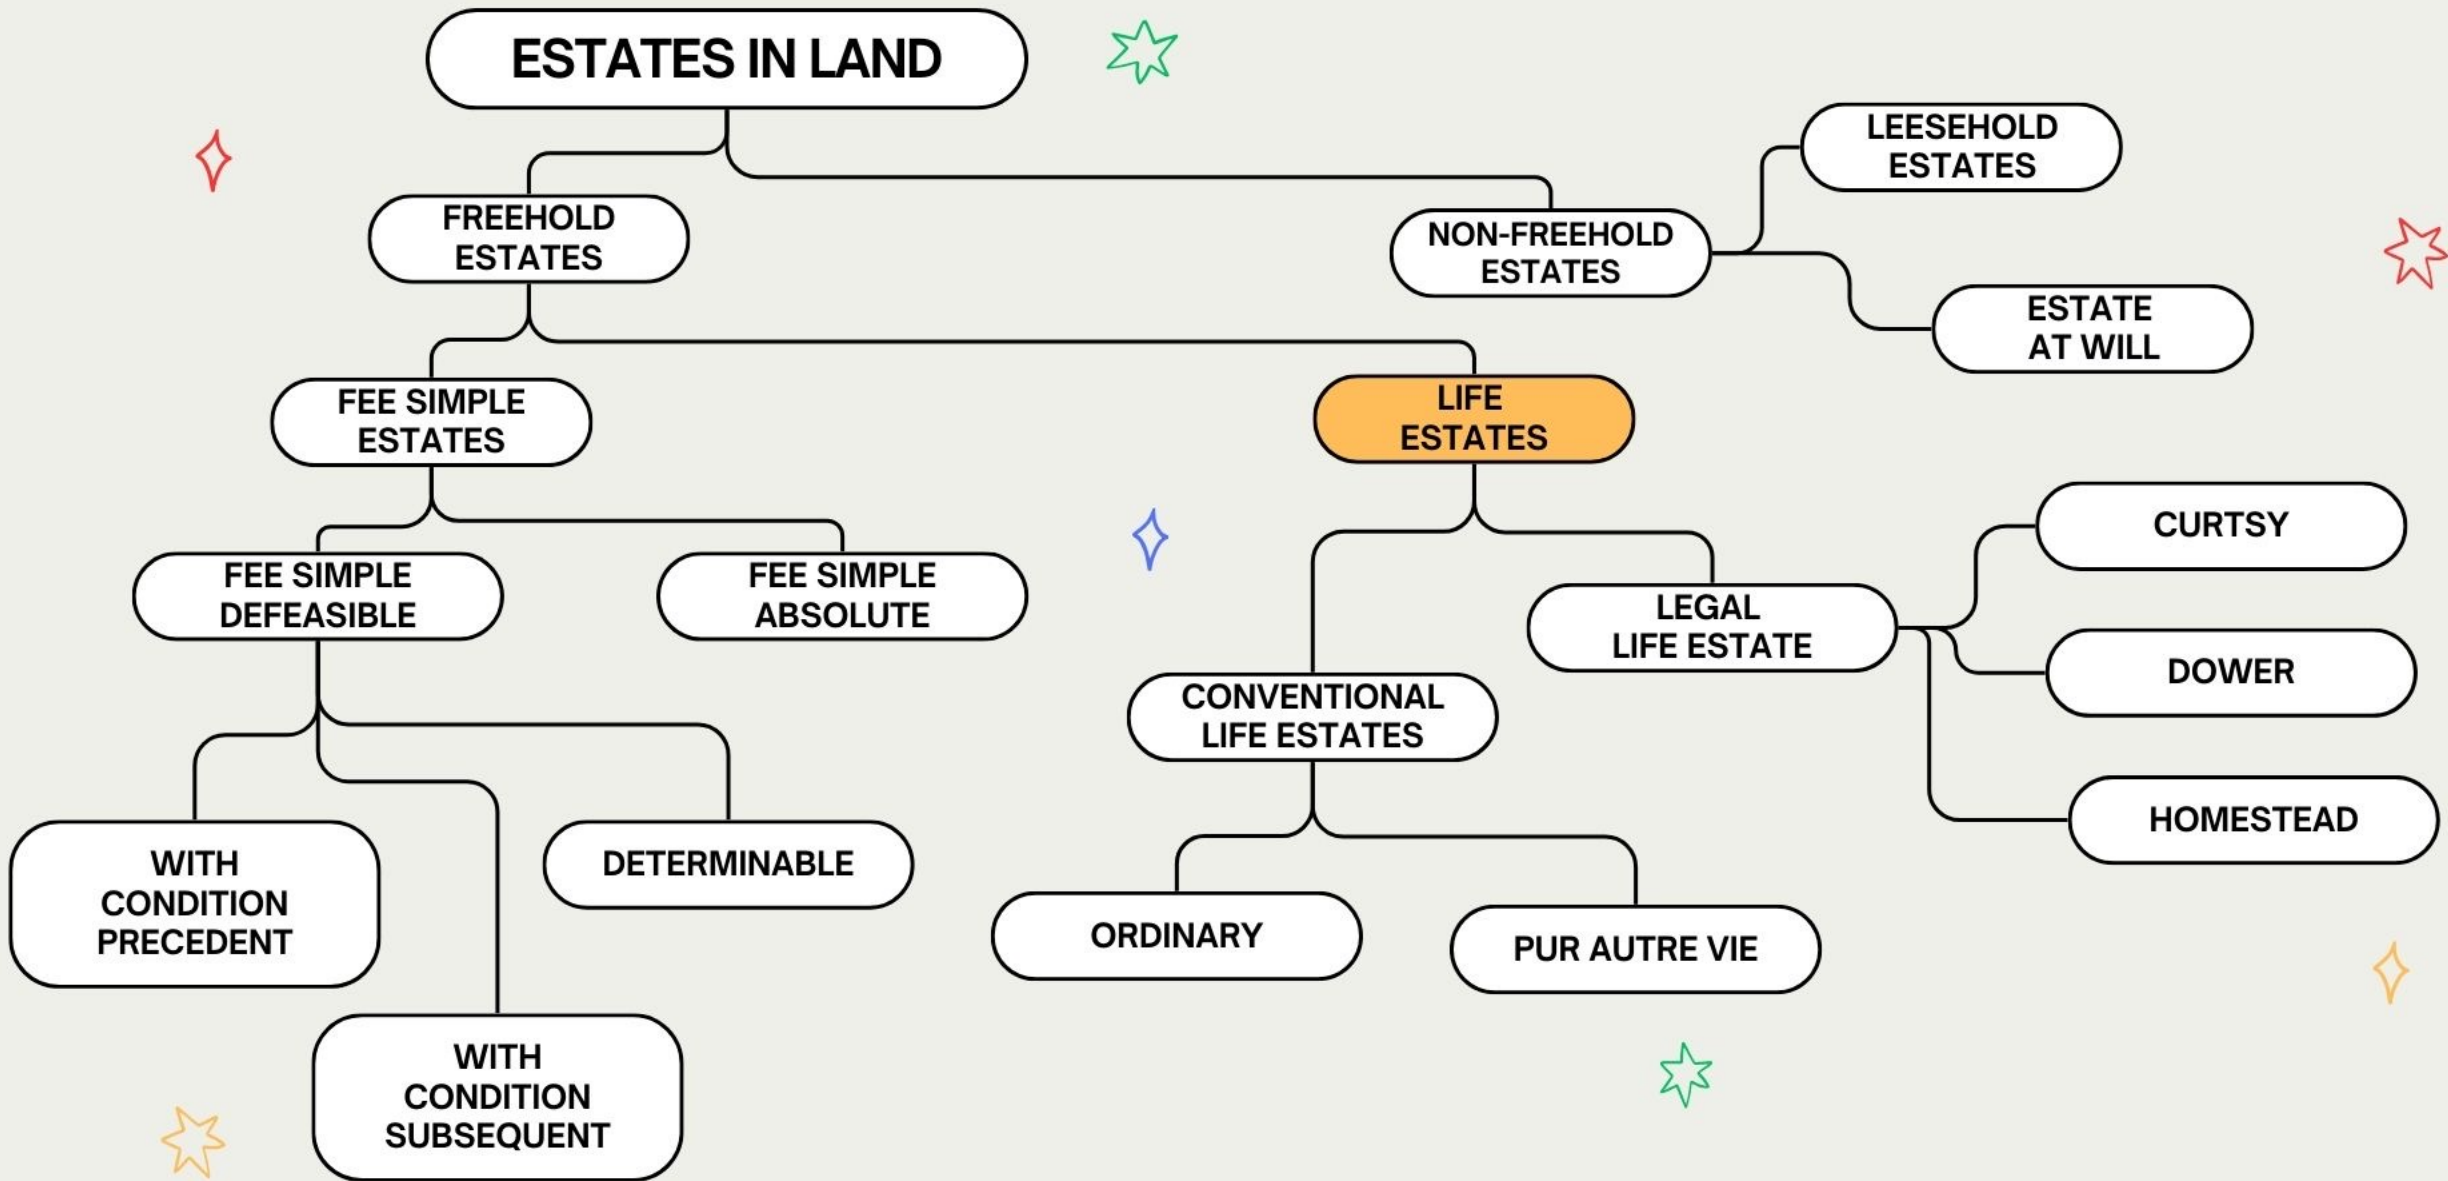 ESTATES IN LAND
LEESEHOLD
ESTATES
FREEHOLD
ESTATES
NON-FREEHOLD
ESTATES
ESTATE
AT WILL
FEE SIMPLE
ESTATES
LIFE
ESTATES
CURTSY
FEE SIMPLE
DEFEASIBLE
FEE SIMPLE
ABSOLUTE
LEGAL
LIFE ESTATE
DOWER
CONVENTIONAL
LIFE ESTATES
HOMESTEAD
WITH
CONDITION
PRECEDENT
DETERMINABLE
ORDINARY
PUR AUTRE VIE
WITH
CONDITION
SUBSEQUENT